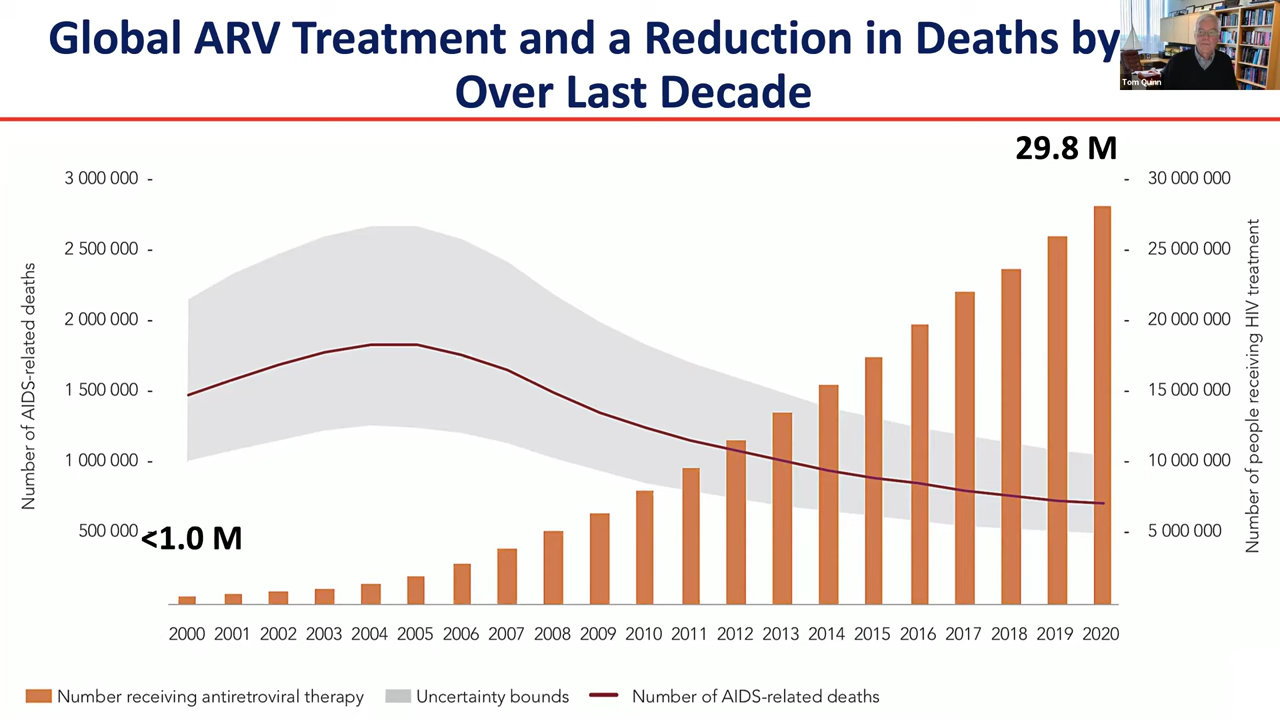 Global ARV Treatment and a Reduction in Deaths by
Over Last Decade
Tom Quinn
29.8 M
3 000 000 -
2 500 000 -
2 000 000 -
1 500 000 -
1 000 000 -
500 000 -
Number of AIDS-related deaths
<1.0 M
- 30 000 000
- 25 000 000
- 20 000 000
- 15 000 000
- 10 000 000
- 5 000 000
Number of people receiving HIV treatment
2000 2001 2002 2003 2004 2005 2006 2007 2008 2009 2010 2011 2012 2013 2014 2015 2016 2017 2018 2019 2020
Number receiving antiretroviral therapy Uncertainty bounds Number of AIDS-related deaths